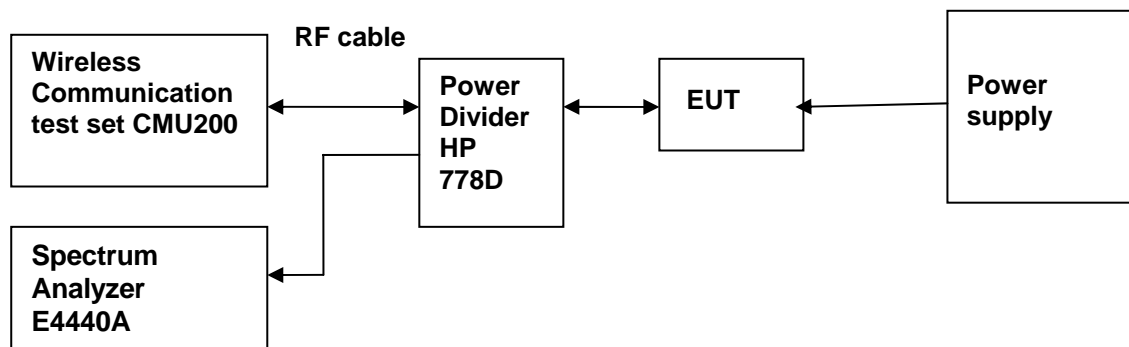 RF cable
Wireless
Communication
test set CMU200
Power
Divider
HP
778D
EUT
Power
supply
Spectrum
Analyzer
E4440A